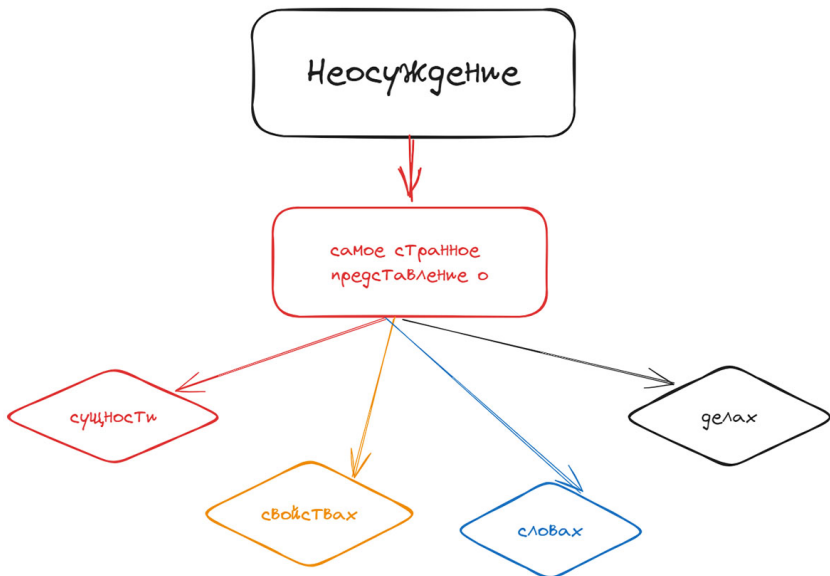 Неосуждение
самое странное
представление о
сущности
свойствах
словах
делах